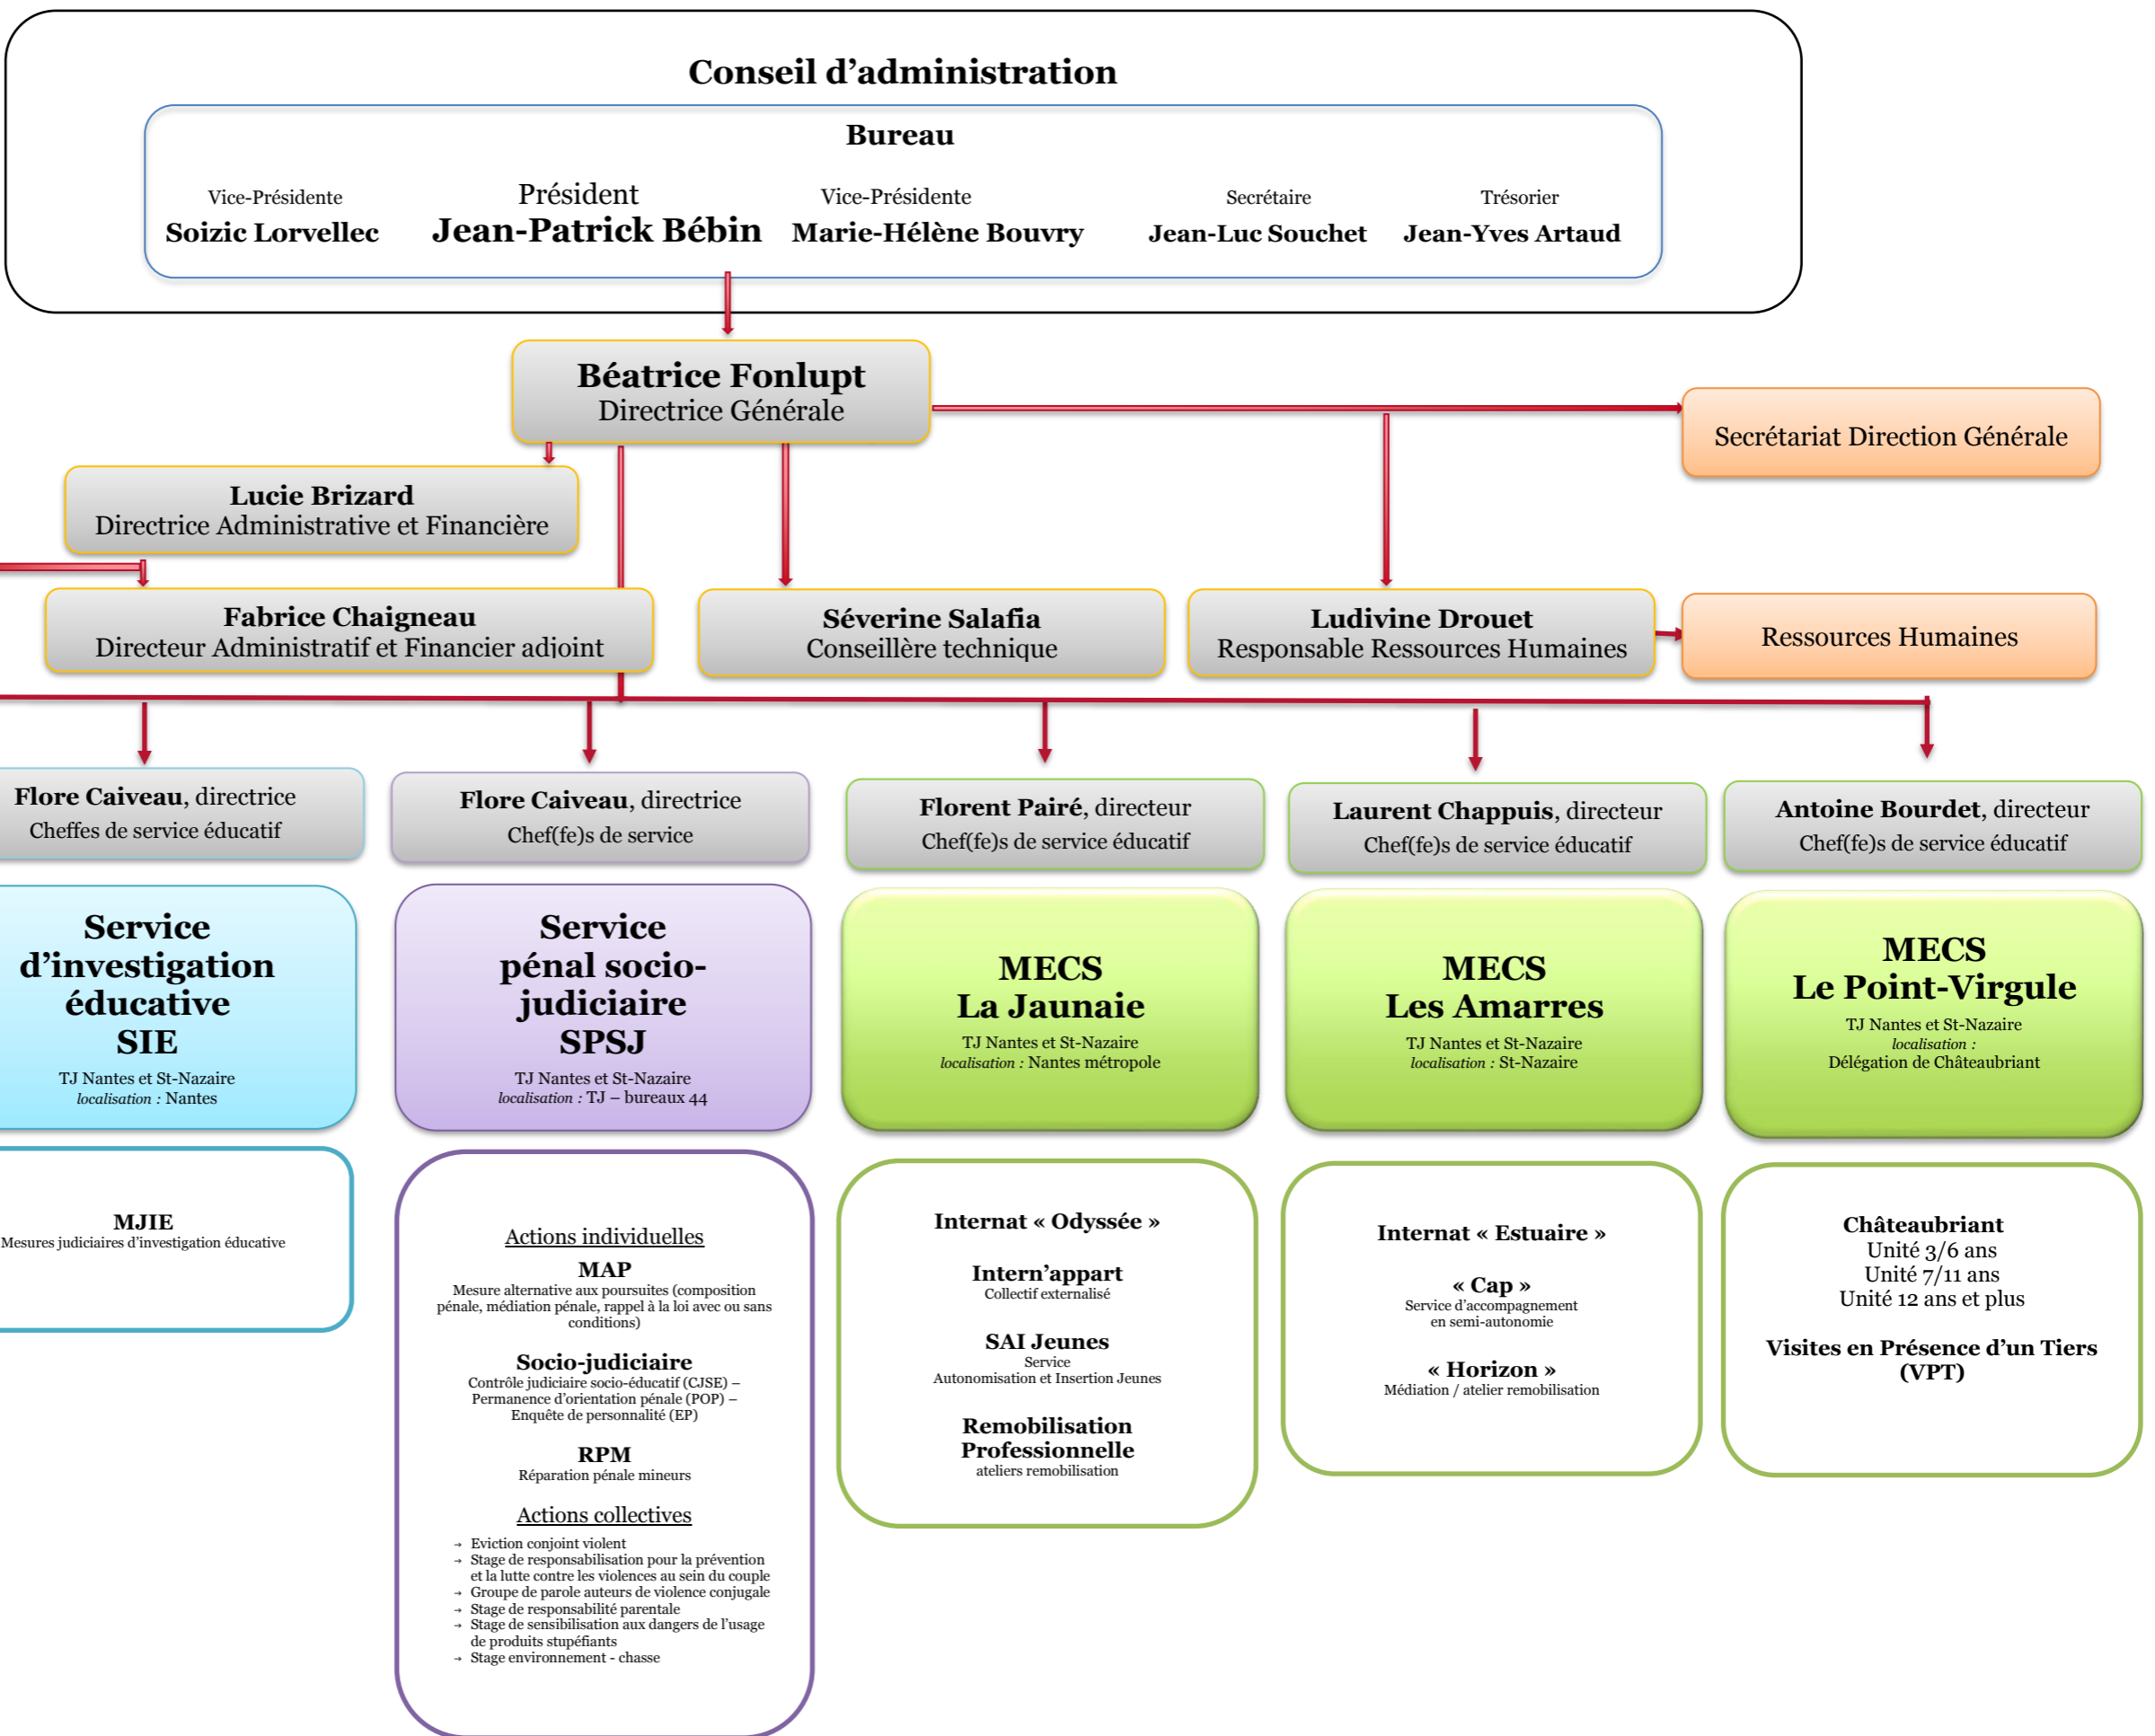 Conseil d’administration
Bureau
Vice-Présidente
Soizic Lorvellec
Président
Jean-Patrick Bébin
Vice-Présidente
Marie-Hélène Bouvry
Secrétaire
Jean-Luc Souchet
Trésorier
Jean-Yves Artaud
Béatrice Fonlupt
Directrice Générale
Secrétariat Direction Générale
Lucie Brizard
Directrice Administrative et Financière
Fabrice Chaigneau
Directeur Administratif et Financier adjoint
Séverine Salafia
Conseillère technique
Ludivine Drouet
Responsable Ressources Humaines
Ressources Humaines
Flore Caiveau, directrice
Cheffes de service éducatif
Service
d’investigation
éducative
SIE
TJ Nantes et St-Nazaire
localisation : Nantes
MJIE
Mesures judiciaires d’investigation éducative
Flore Caiveau, directrice
Chef(fe)s de service
Service
pénal socio-
judiciaire
SPSJ
TJ Nantes et St-Nazaire
localisation : TJ – bureaux 44
Actions individuelles
MAP
Mesure alternative aux poursuites (composition
pénale, médiation pénale, rappel à la loi avec ou sans
conditions)
Socio-judiciaire
Contrôle judiciaire socio-éducatif (CJSE) –
Permanence d’orientation pénale (POP) –
Enquête de personnalité (EP)
RPM
Réparation pénale mineurs
Actions collectives
→ Eviction conjoint violent
→ Stage de responsabilisation pour la prévention
et la lutte contre les violences au sein du couple
→ Groupe de parole auteurs de violence conjugale
→ Stage de responsabilité parentale
→ Stage de sensibilisation aux dangers de l’usage
de produits stupéfiants
→ Stage environnement - chasse
Florent Pairé, directeur
Chef(fe)s de service éducatif
MECS
La Jaunaie
TJ Nantes et St-Nazaire
localisation : Nantes métropole
Internat « Odyssée »
Intern’appart
Collectif externalisé
SAI Jeunes
Service
Autonomisation et Insertion Jeunes
Remobilisation
Professionnelle
ateliers remobilisation
Laurent Chappuis, directeur
Chef(fe)s de service éducatif
MECS
Les Amarres
TJ Nantes et St-Nazaire
localisation : St-Nazaire
Internat « Estuaire »
« Cap »
Service d’accompagnement
en semi-autonomie
« Horizon »
Médiation / atelier remobilisation
Antoine Bourdet, directeur
Chef(fe)s de service éducatif
MECS
Le Point-Virgule
TJ Nantes et St-Nazaire
localisation :
Délégation de Châteaubriant
Châteaubriant
Unité 3/6 ans
Unité 7/11 ans
Unité 12 ans et plus
Visites en Présence d’un Tiers
(VPT)